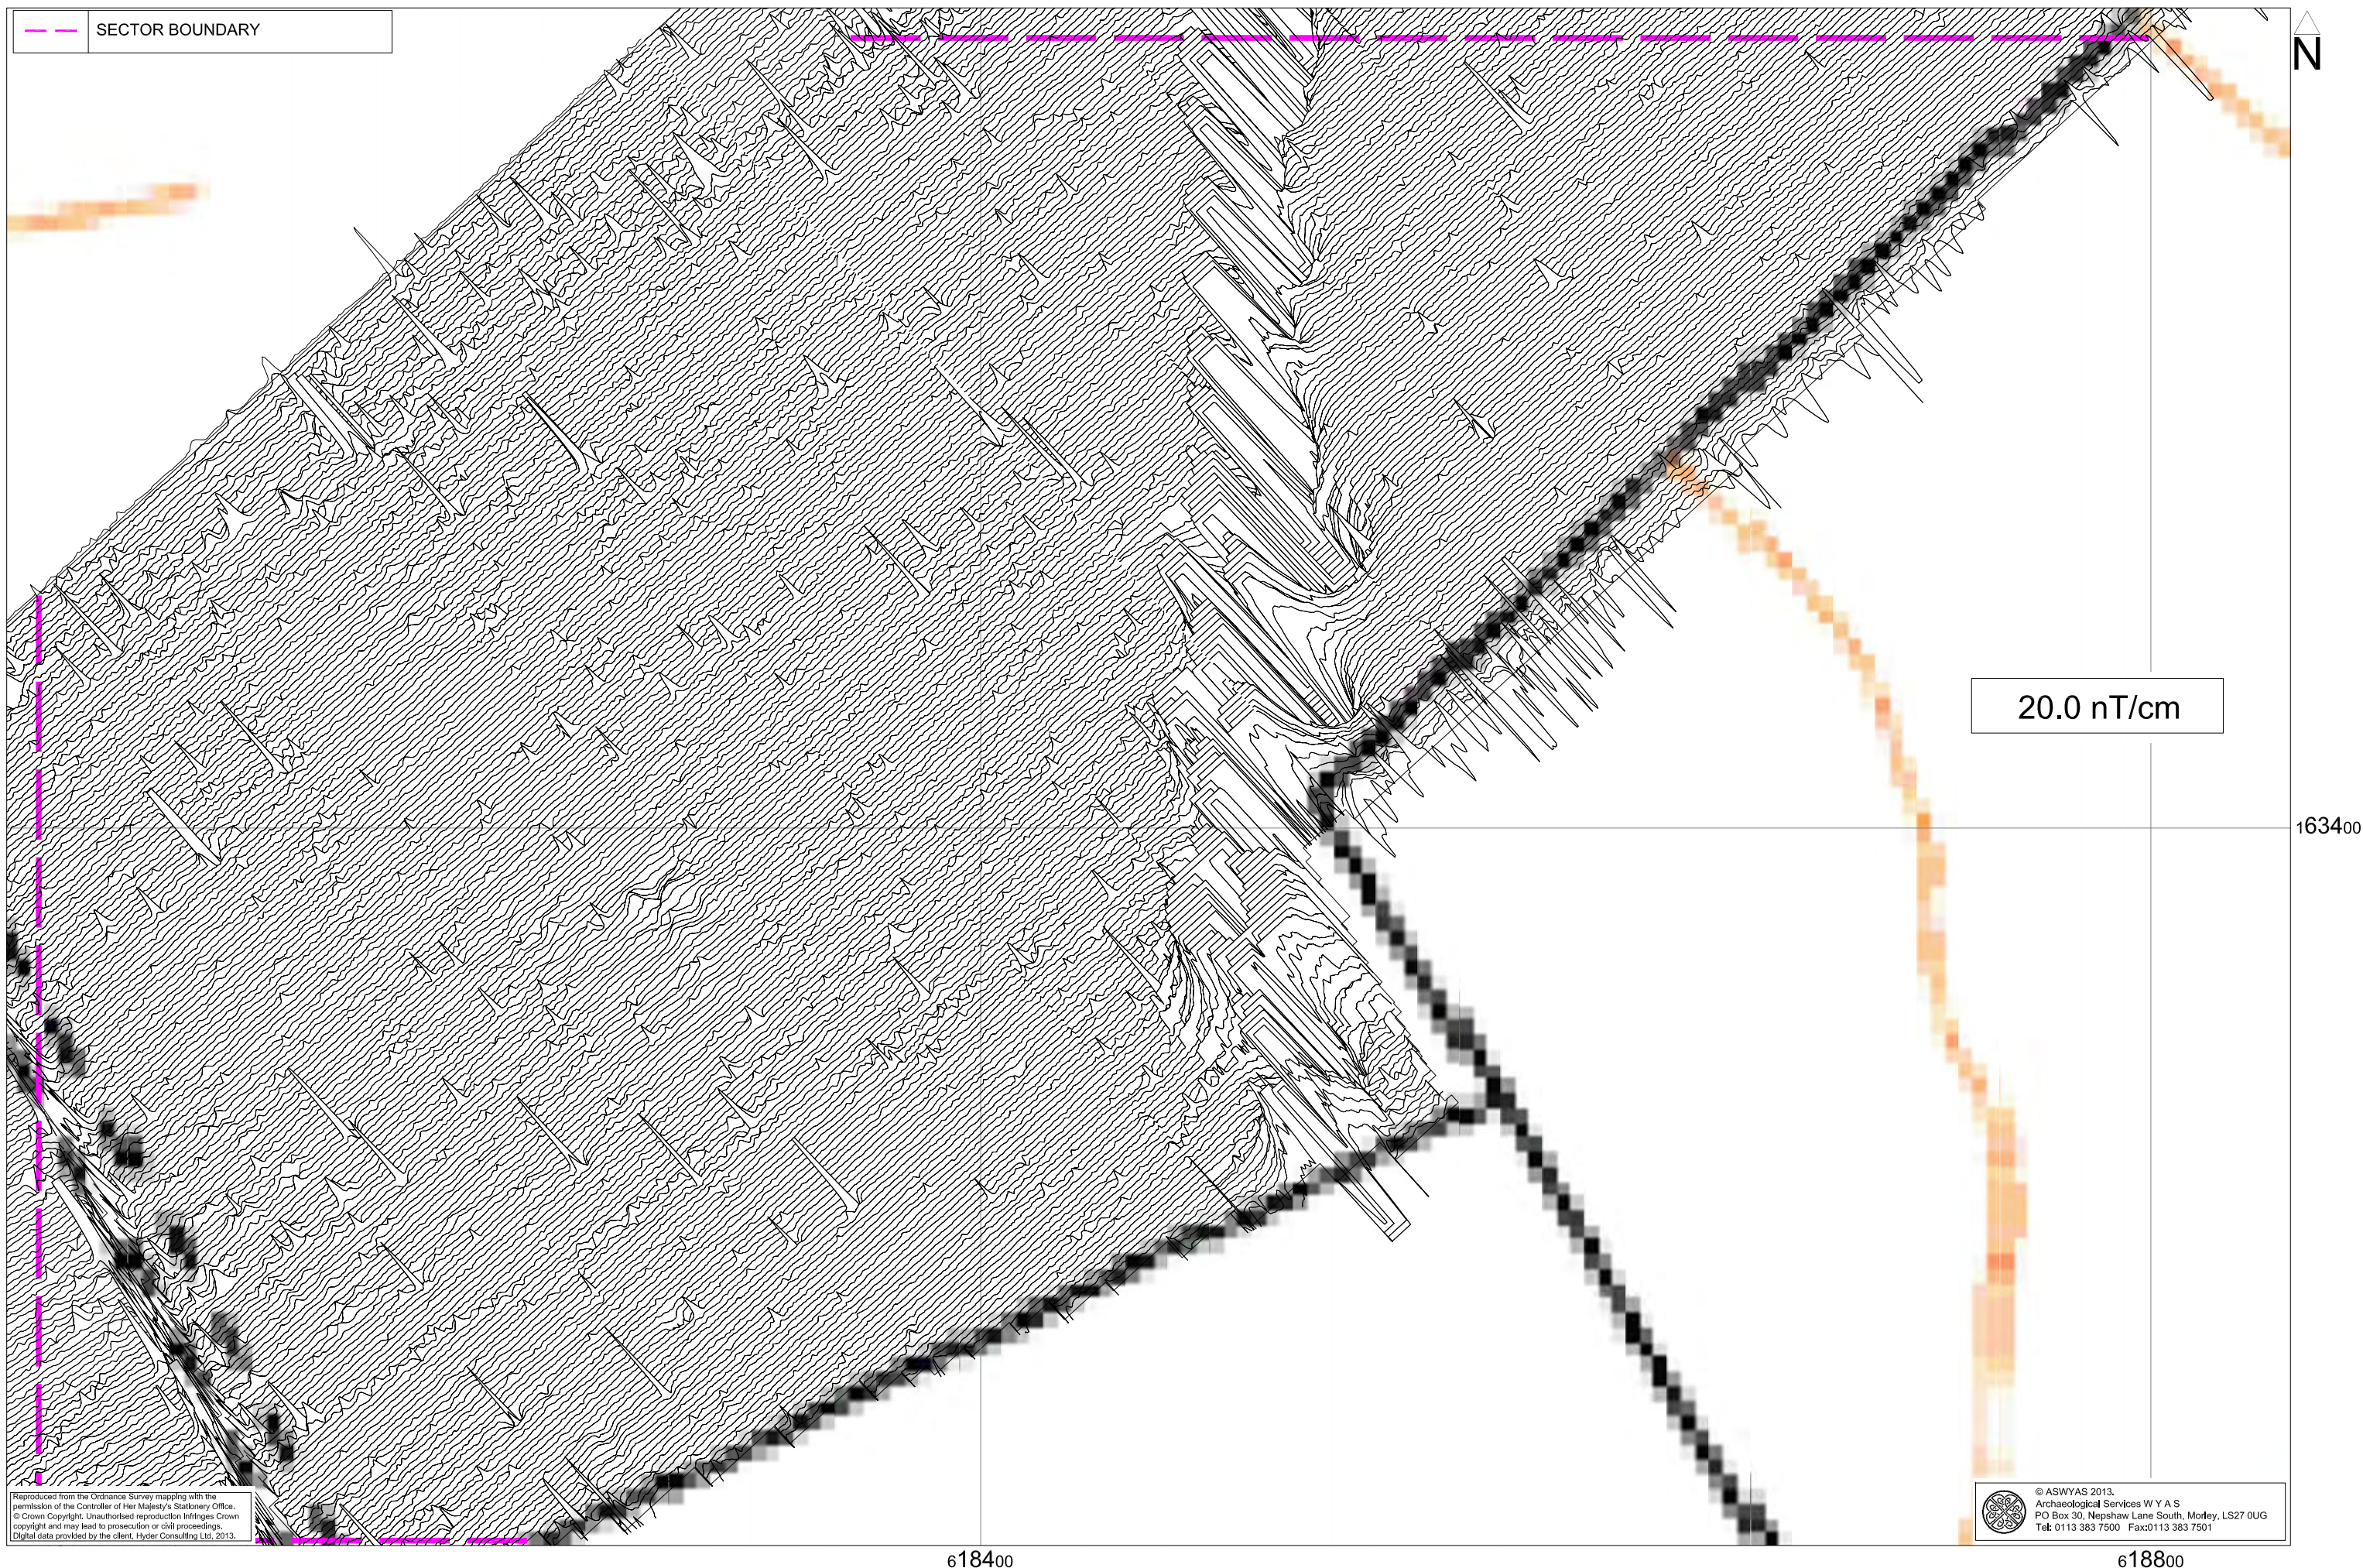 SECTOR BOUNDARY
N
20.0 nT/cm
163400
Reproduced from the Ordnance Survey mapping with the
permission of the Controller of Her Majesty's Stationery Office.
© Crown Copyright. Unauthorised reproduction infringes Crown
copyright and may lead to prosecution or civil proceedings.
Digital data provided by the client, Hyder Consulting Ltd, 2013.
© ASWYAS 2013.
Archaeological Services W Y A S
PO Box 30, Nepshaw Lane South, Morley, LS27 0UG
Tel: 0113 383 7500 Fax:0113 383 7501
618400
618800